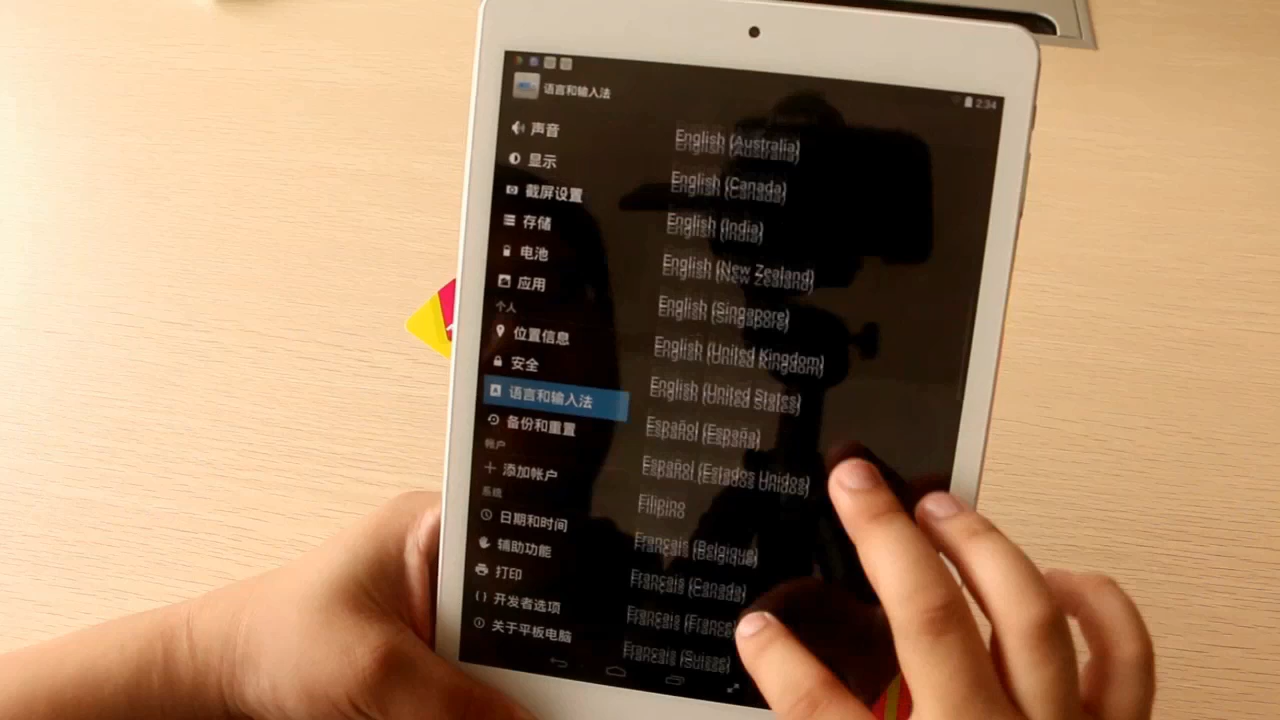 2:34
语言和输入法
声音
显示
截屏设置
存储
电池
应用
个人
位置信息
安全
语言和输入法
备份和重置
帐户
添加帐户
系统
日期和时间
辅助功能
打印
开发者选项
关于平板电脑
English (Australia)
English (Canada)
English (India)
English (New Zealand)
English (Singapore)
English (United Kingdom)
English (United States)
Español (España)
Español (Estados Unidos)
Filipino
Français (Belgique)
Français (Canada)
Français (France)
Français (Suisse)